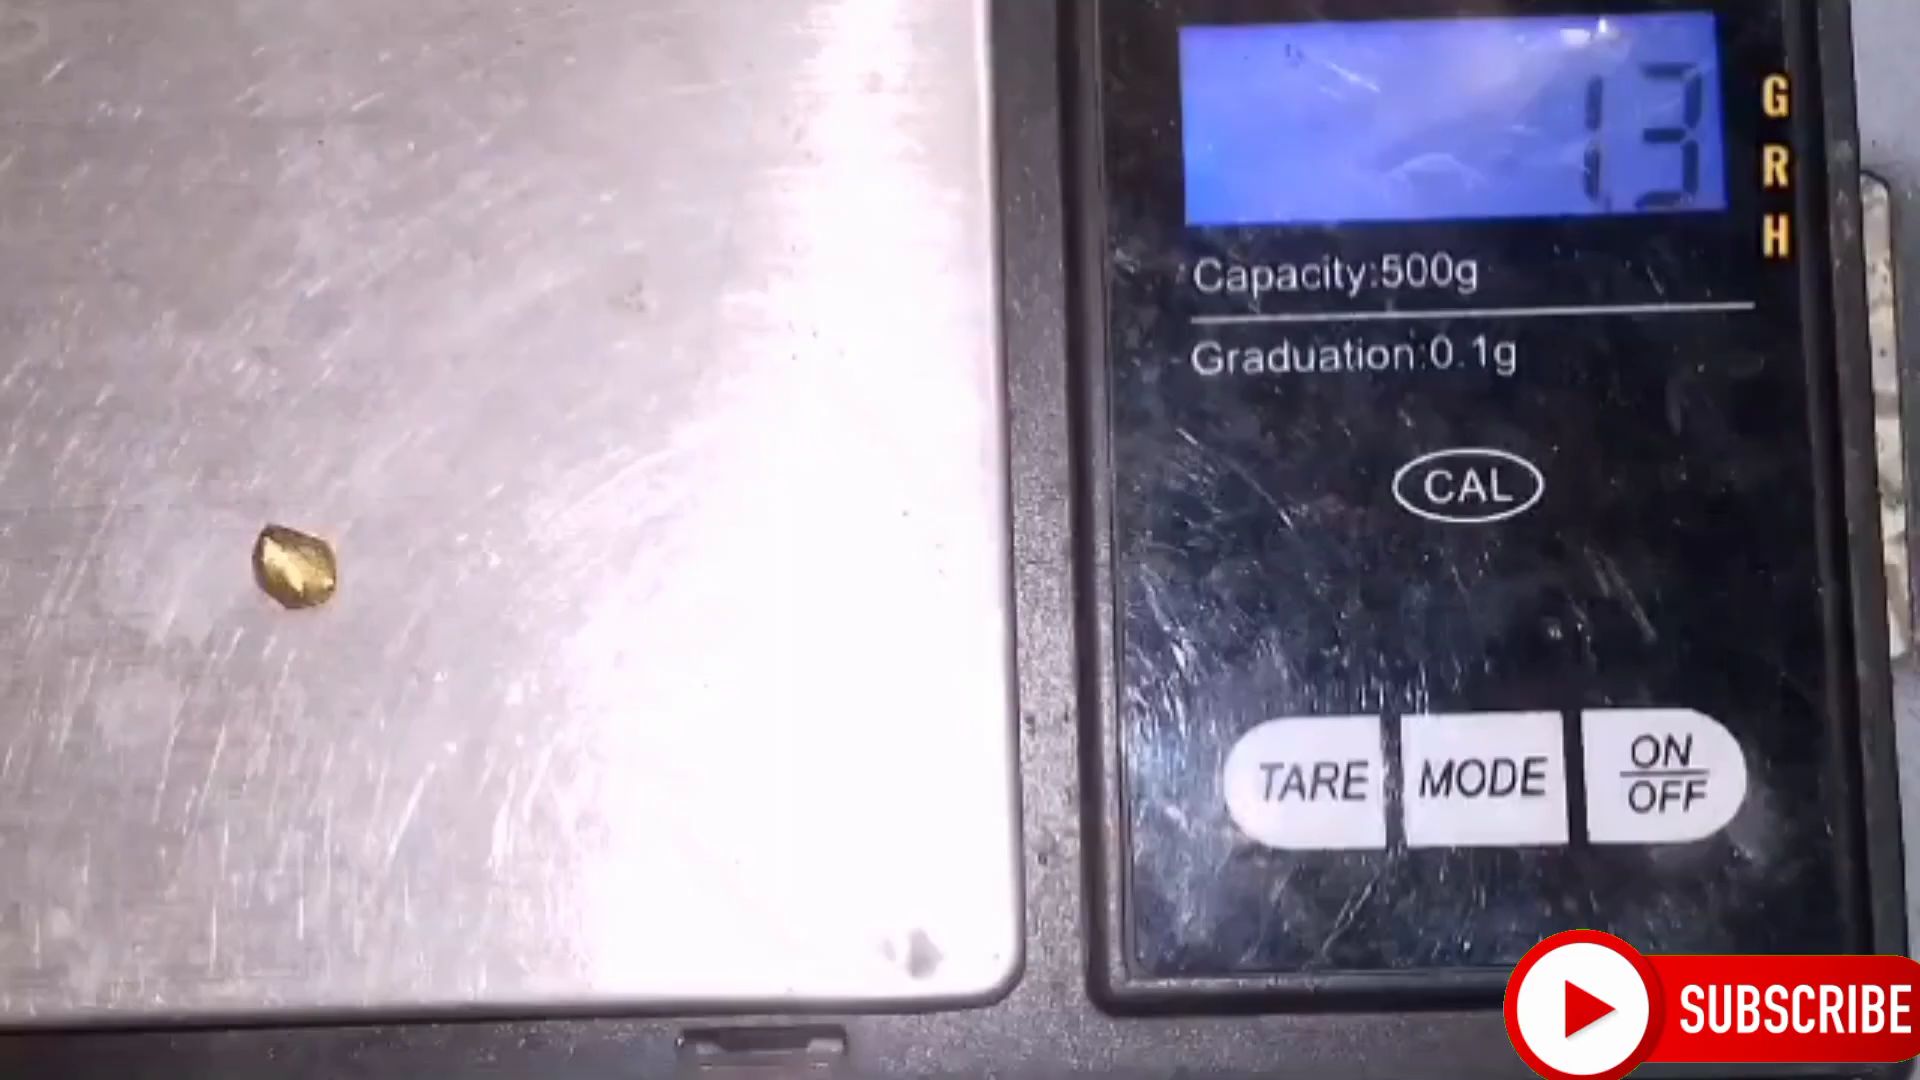 1.3
G
R
H
Capacity:500g
Graduation:0.1g
CAL
TARE
MODE
ON
OFF
SUBSCRIBE